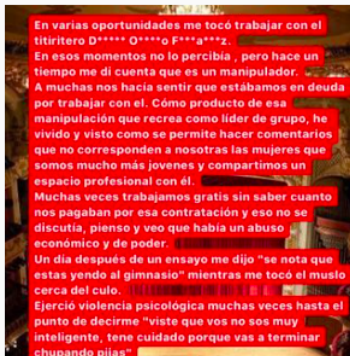 En varias oportunidades me tocó trabajar con el
titiritero D***** O****o F***a***z.
En esos momentos no lo percibía , pero hace un
tiempo me di cuenta que es un manipulador.
A muchas nos hacía sentir que estábamos en deuda
por trabajar con el. Cómo producto de esa
manipulación que recrea como líder de grupo, he
vivido y visto como se permite hacer comentarios
que no corresponden a nosotras las mujeres que
somos mucho más jovenes y compartimos un
espacio profesional con él.
Muchas veces trabajamos gratis sin saber cuanto
nos pagaban por esa contratación y eso no se
discutía, pienso y veo que había un abuso
económico y de poder.
Un día después de un ensayo me dijo "se nota que
estas yendo al gimnasio" mientras me tocó el muslo
cerca del culo.
Ejerció violencia psicológica muchas veces hasta el
punto de decirme "viste que vos no sos muy
inteligente, tene cuidado porque vas a terminar
chupando pijas"